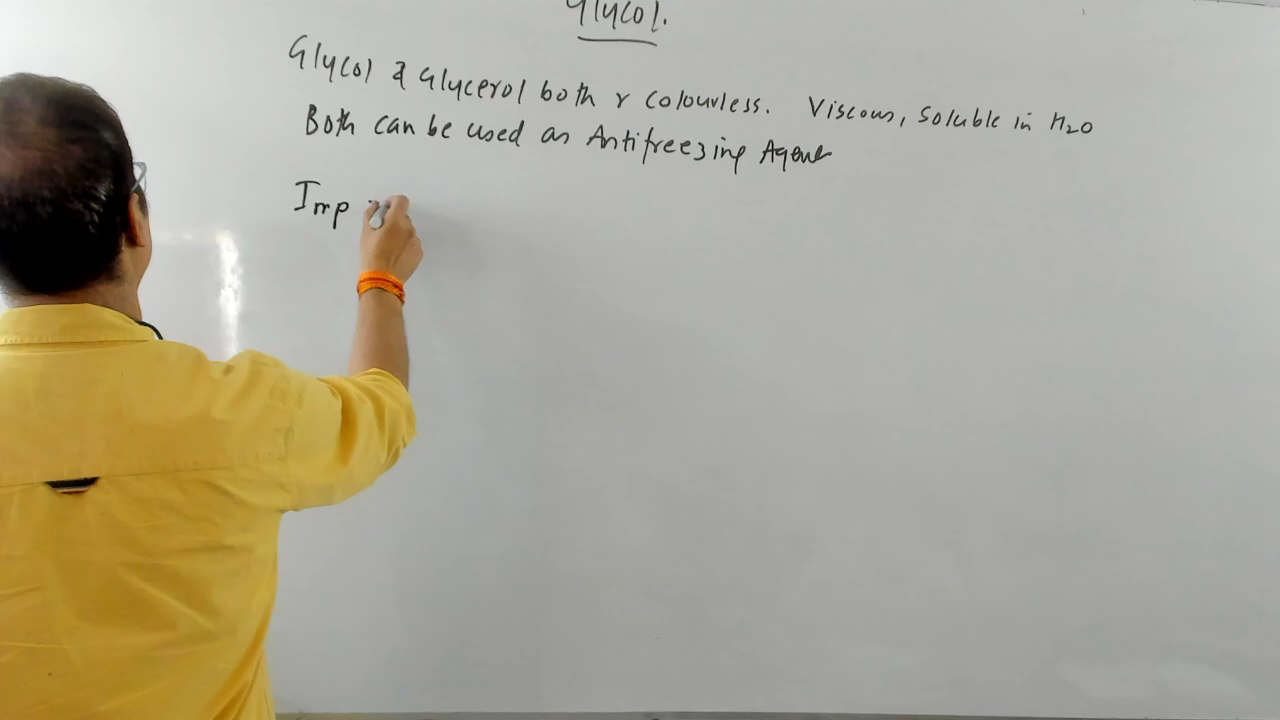 Glycol.
Glycol & Glycerol both r colourless. Viscous, soluble in H₂O
Both can be used as Antifreezing Agent
Imp